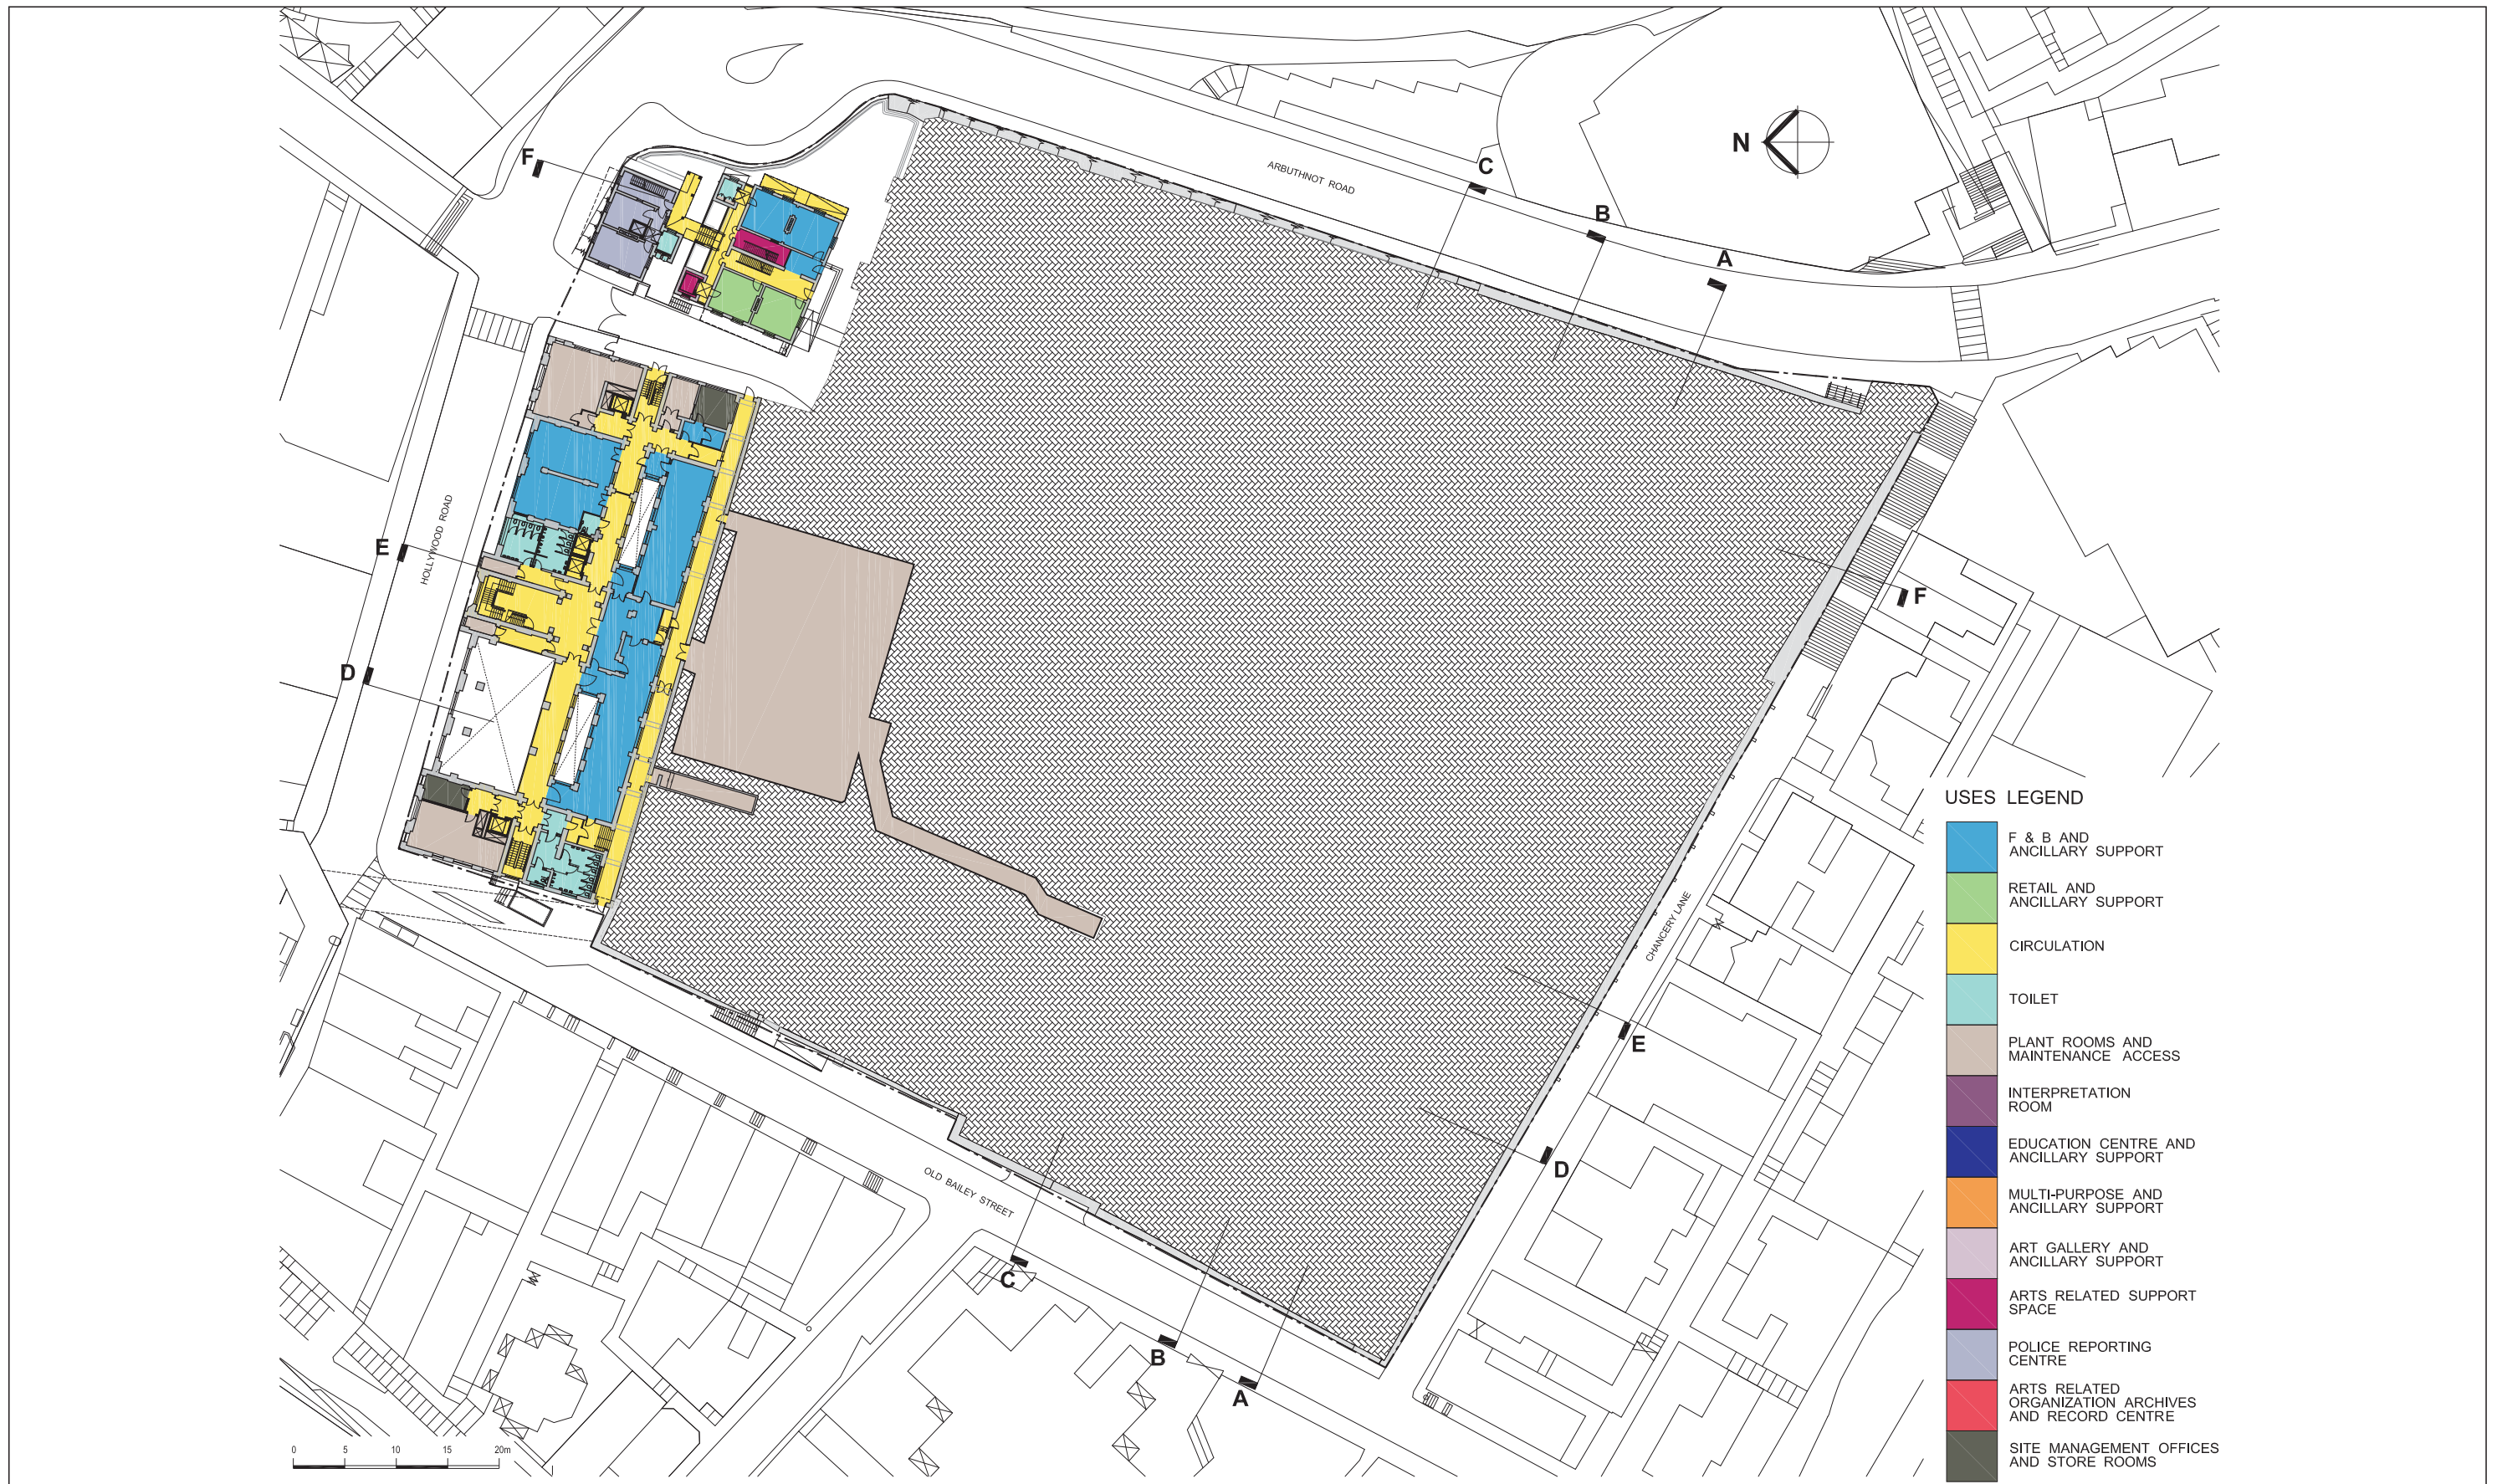 N
F
C
ARBUTHNOT ROAD
B
A
E
HOLLYWOOD ROAD
F
D
USES LEGEND
F & B AND
ANCILLARY SUPPORT
RETAIL AND
ANCILLARY SUPPORT
CIRCULATION
TOILET
PLANT ROOMS AND
MAINTENANCE ACCESS
INTERPRETATION
ROOM
EDUCATION CENTRE AND
ANCILLARY SUPPORT
MULTI-PURPOSE AND
ANCILLARY SUPPORT
ART GALLERY AND
ANCILLARY SUPPORT
ARTS RELATED SUPPORT
SPACE
POLICE REPORTING
CENTRE
ARTS RELATED
ORGANIZATION ARCHIVES
AND RECORD CENTRE
SITE MANAGEMENT OFFICES
AND STORE ROOMS
CHANCERY LANE
E
D
OLD BAILEY STREET
C
B
A
0 5 10 15 20m